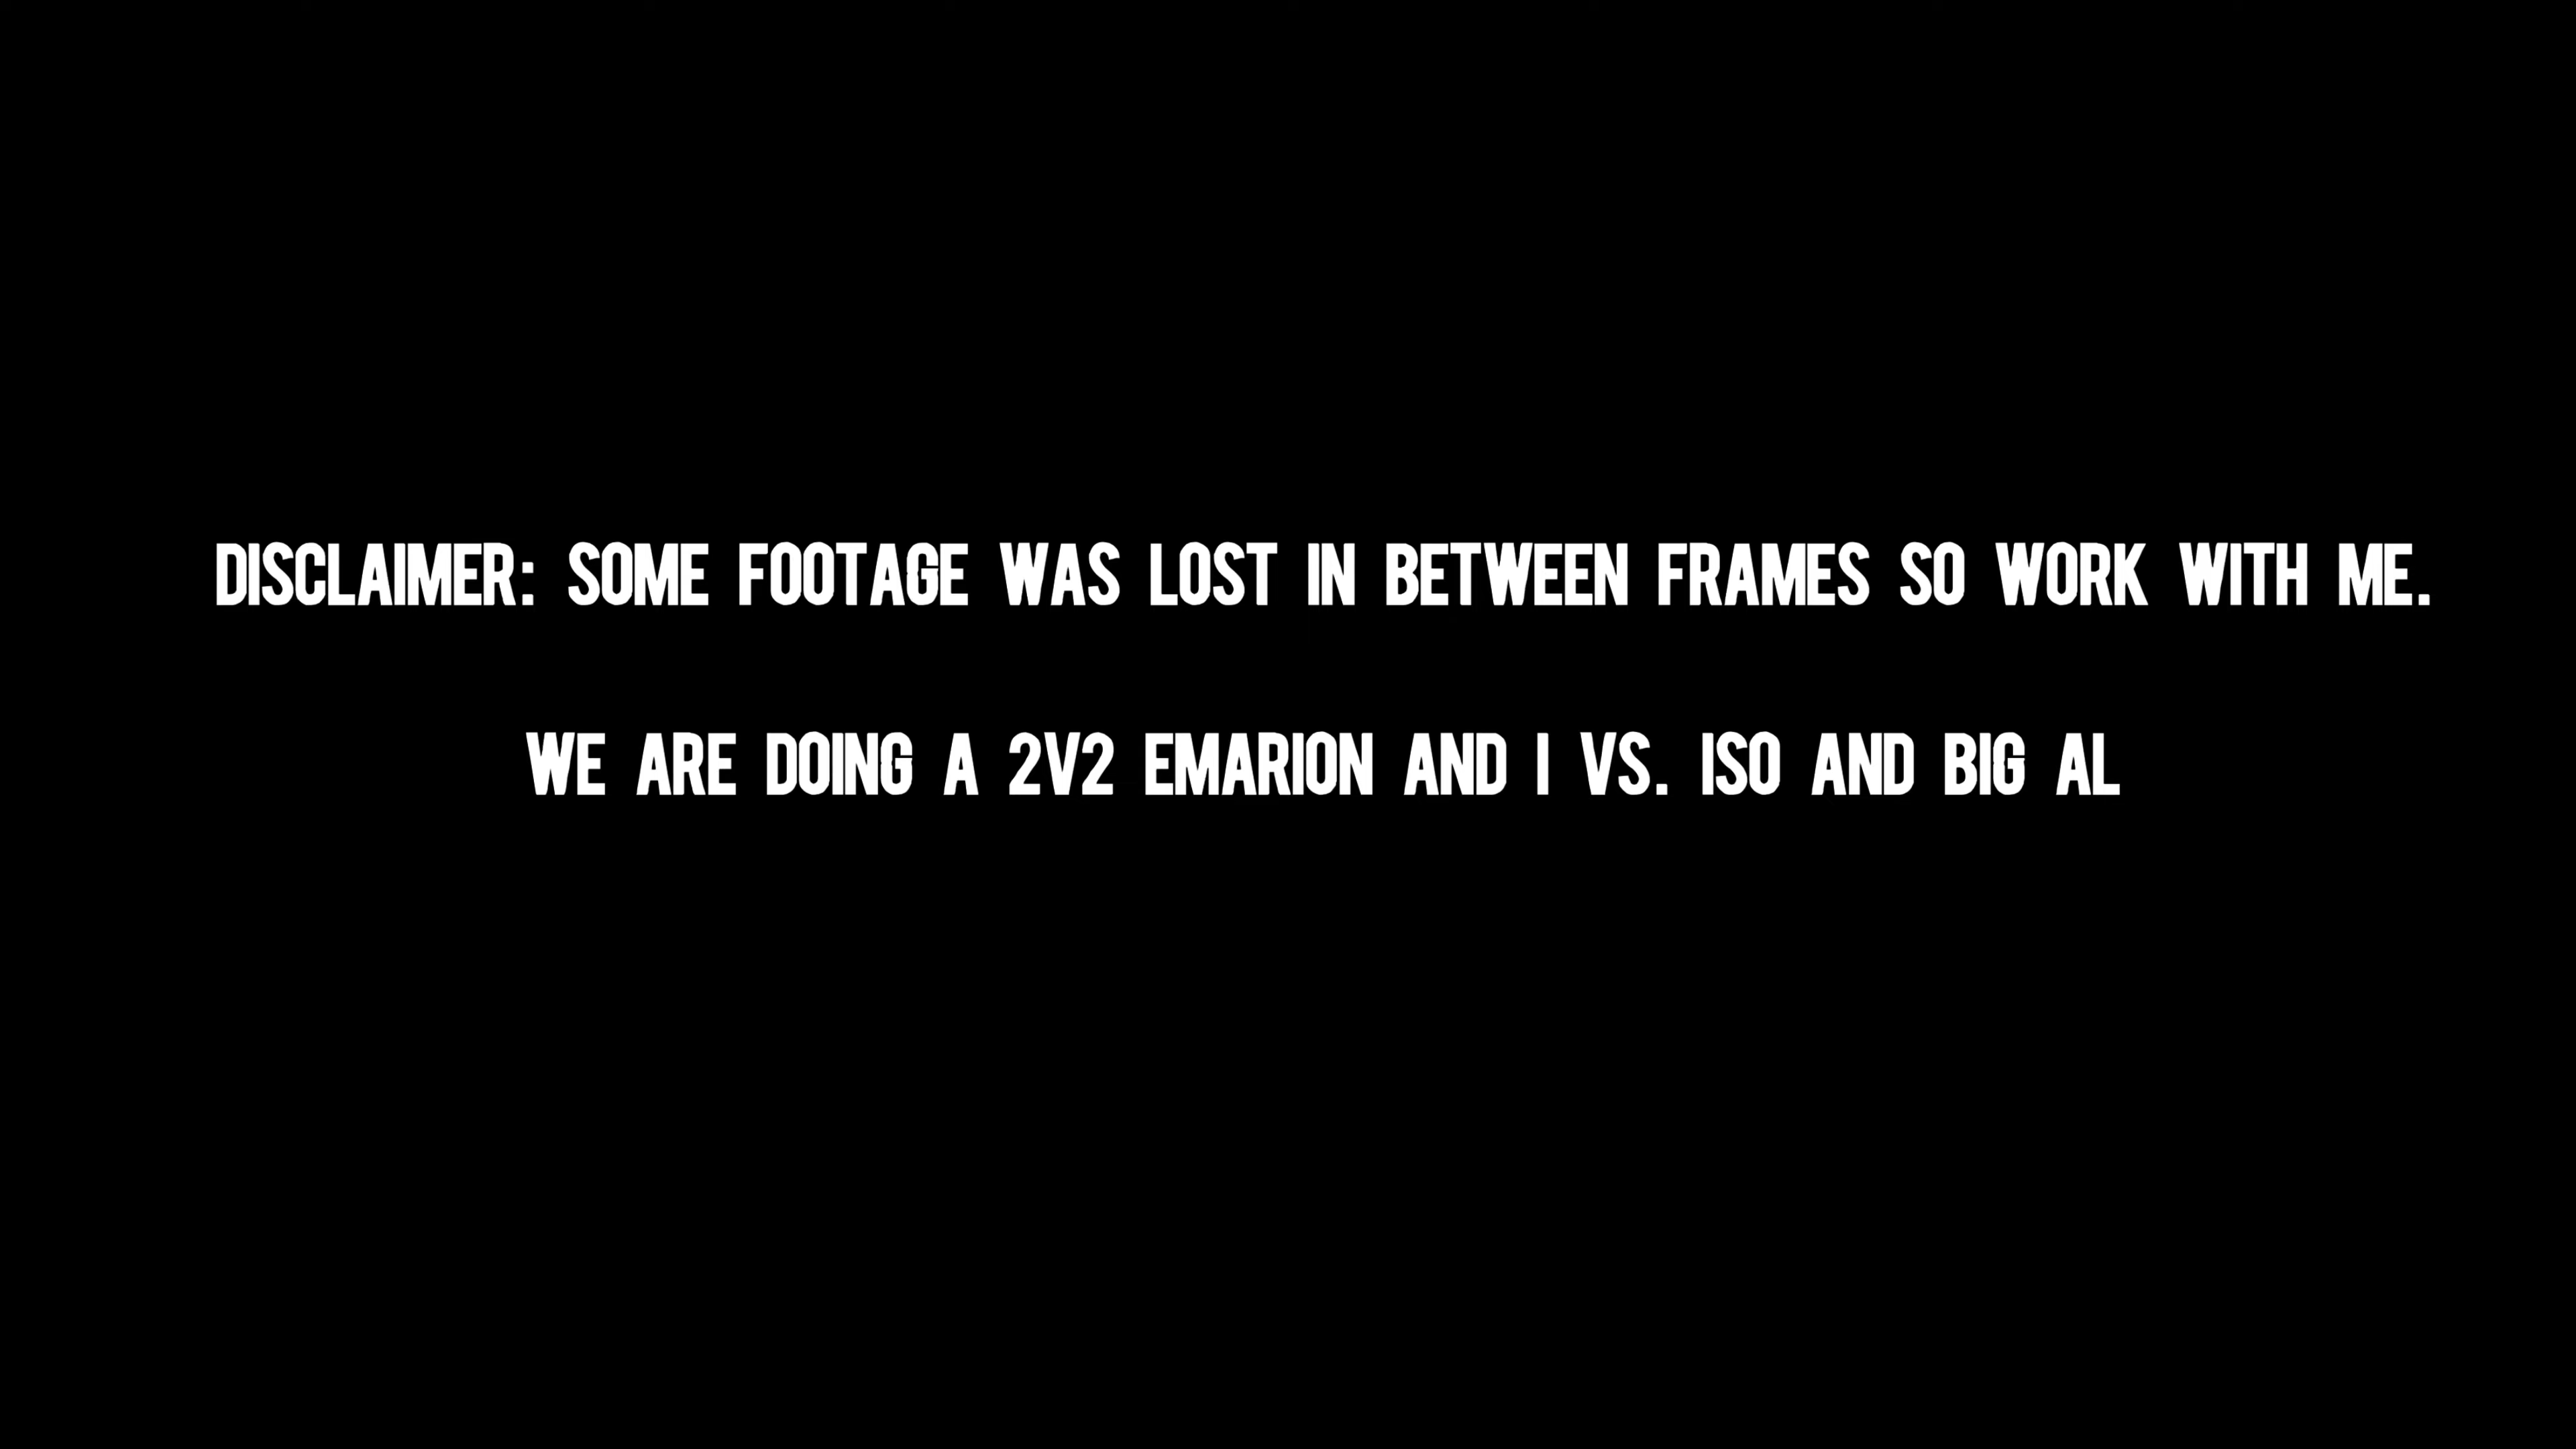 DISCLAIMER: SOME FOOTAGE WAS LOST IN BETWEEN FRAMES SO WORK WITH ME.
WE ARE DOING A 2V2 EMARION AND I VS. ISO AND BIG AL